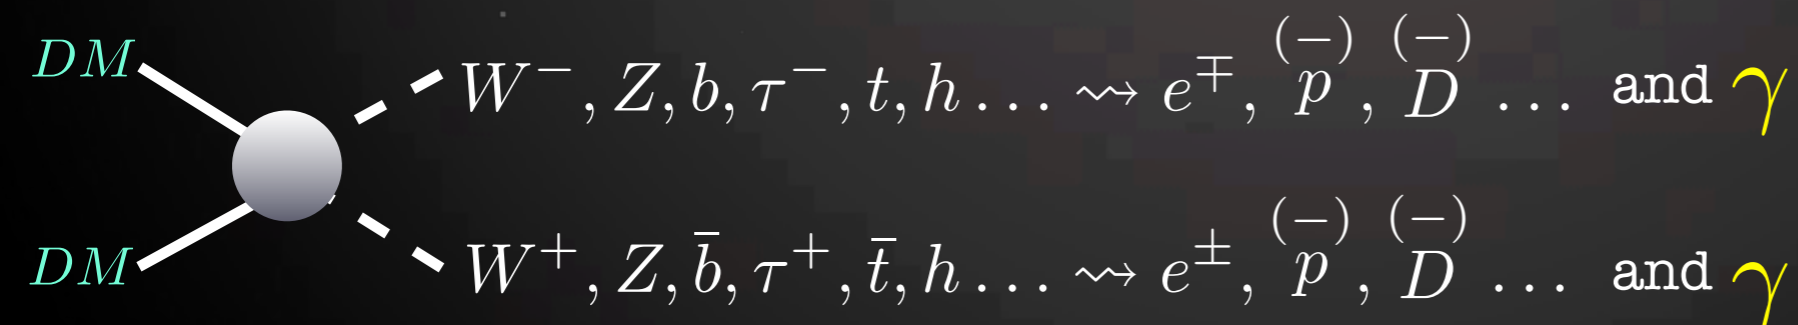 DM W⁻, Z, b, τ⁻, t, h ... ⇝ e^∓, p^(−), D^(−) ... and γ
DM W⁺, Z, b̄, τ⁺, t̄, h ... ⇝ e^±, p^(−), D^(−) ... and γ